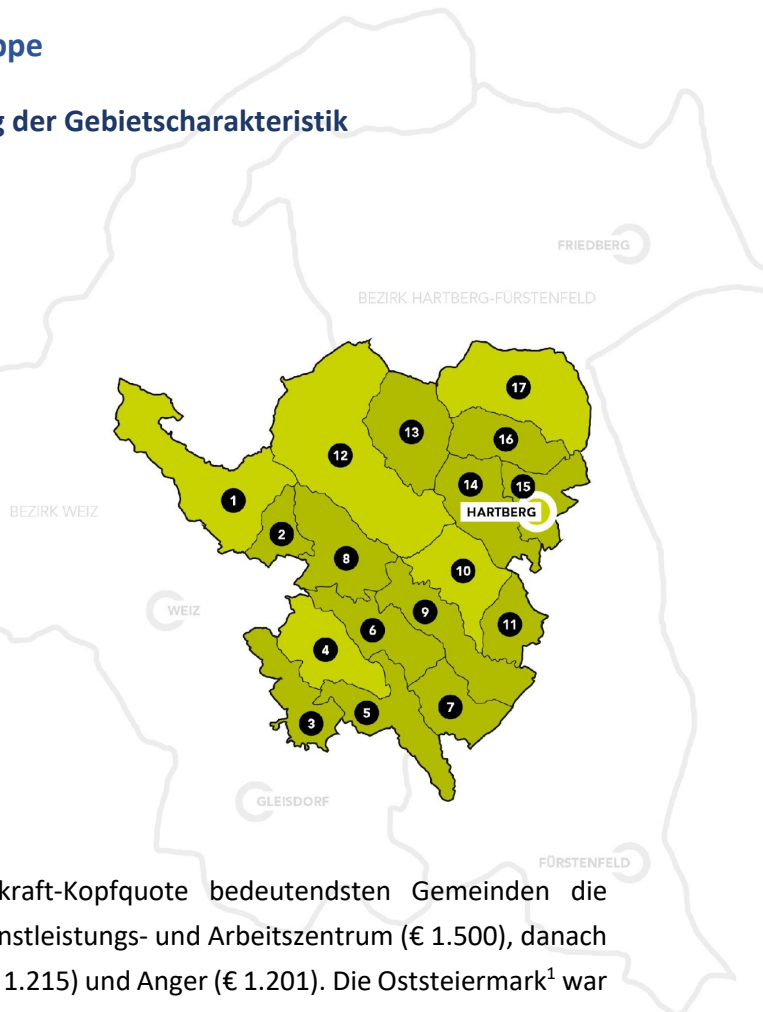 ppe
g der Gebietscharakteristik
FRIEDBERG
BEZIRK HARTBERG-FÜRSTENFELD
17
13
16
12
14
15
1
HARTBERG
BEZIRK WEIZ
2
8
10
9
WEIZ
6
11
4
7
5
3
GLEISDORF
FÜRSTENFELD
kraft-Kopfquote bedeutendsten Gemeinden die
nstleistungs- und Arbeitszentrum (€ 1.500), danach
1.215) und Anger (€ 1.201). Die Oststeiermark1 war